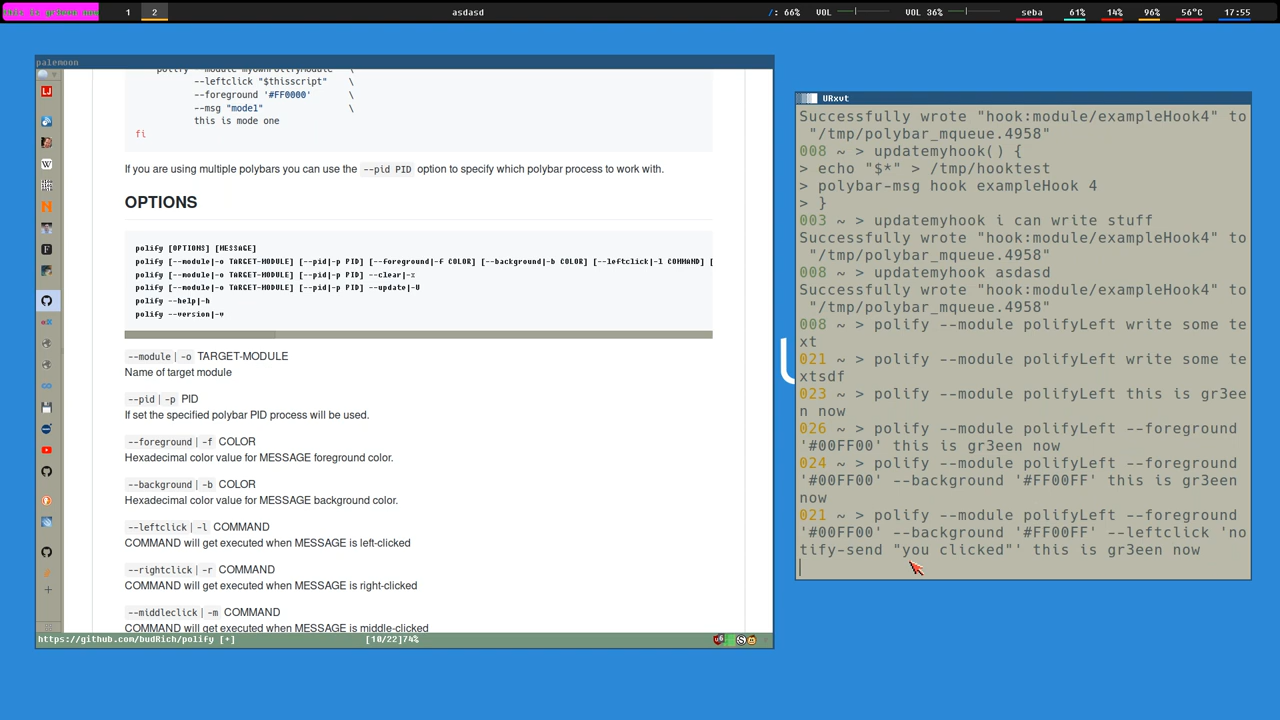 this is gr3een now 1 2 asdasd /: 66% VOL VOL 36% seba 61% 14% 96% 56°C 17:55
palemoon
--leftclick "$thisscript" \
--foreground '#FF0000' \
--msg "mode1" \
this is mode one
fi
If you are using multiple polybars you can use the --pid PID option to specify which polybar process to work with.
OPTIONS
polify [OPTIONS] [MESSAGE]
polify [--module|-o TARGET-MODULE] [--pid|-p PID] [--foreground|-f COLOR] [--background|-b COLOR] [--leftclick|-l COMMAND] [
polify [--module|-o TARGET-MODULE] [--pid|-p PID] --clear|-x
polify [--module|-o TARGET-MODULE] [--pid|-p PID] --update|-U
polify --help|-h
polify --version|-v
--module | -o TARGET-MODULE
Name of target module
--pid | -p PID
If set the specified polybar PID process will be used.
--foreground | -f COLOR
Hexadecimal color value for MESSAGE foreground color.
--background | -b COLOR
Hexadecimal color value for MESSAGE background color.
--leftclick | -l COMMAND
COMMAND will get executed when MESSAGE is left-clicked
--rightclick | -r COMMAND
COMMAND will get executed when MESSAGE is right-clicked
--middleclick | -m COMMAND
COMMAND will get executed when MESSAGE is middle-clicked
https://github.com/budRich/polify [+] [10/22]74%
URxvt
Successfully wrote "hook:module/exampleHook4" to
"/tmp/polybar_mqueue.4958"
008 ~ > updatemyhook() {
> echo "$*" > /tmp/hooktest
> polybar-msg hook exampleHook 4
> }
003 ~ > updatemyhook i can write stuff
Successfully wrote "hook:module/exampleHook4" to
"/tmp/polybar_mqueue.4958"
008 ~ > updatemyhook asdasd
Successfully wrote "hook:module/exampleHook4" to
"/tmp/polybar_mqueue.4958"
008 ~ > polify --module polifyLeft write some te
xt
021 ~ > polify --module polifyLeft write some te
xtsdf
023 ~ > polify --module polifyLeft this is gr3ee
n now
026 ~ > polify --module polifyLeft --foreground
'#00FF00' this is gr3een now
024 ~ > polify --module polifyLeft --foreground
'#00FF00' --background '#FF00FF' this is gr3een
now
021 ~ > polify --module polifyLeft --foreground
'#00FF00' --background '#FF00FF' --leftclick 'no
tify-send "you clicked"' this is gr3een now